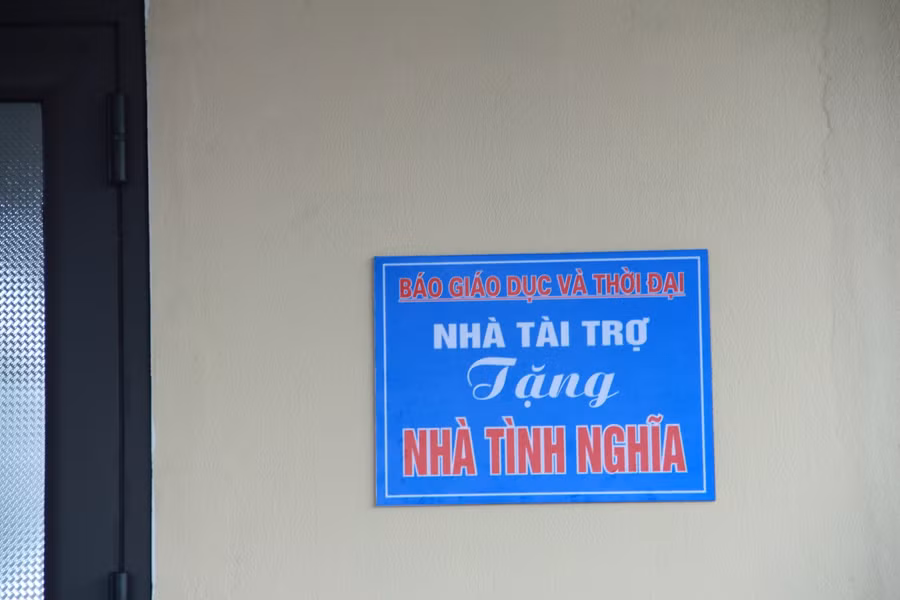 BÁO GIÁO DỤC VÀ THỜI ĐẠI
NHÀ TÀI TRỢ
Tặng
NHÀ TÌNH NGHĨA